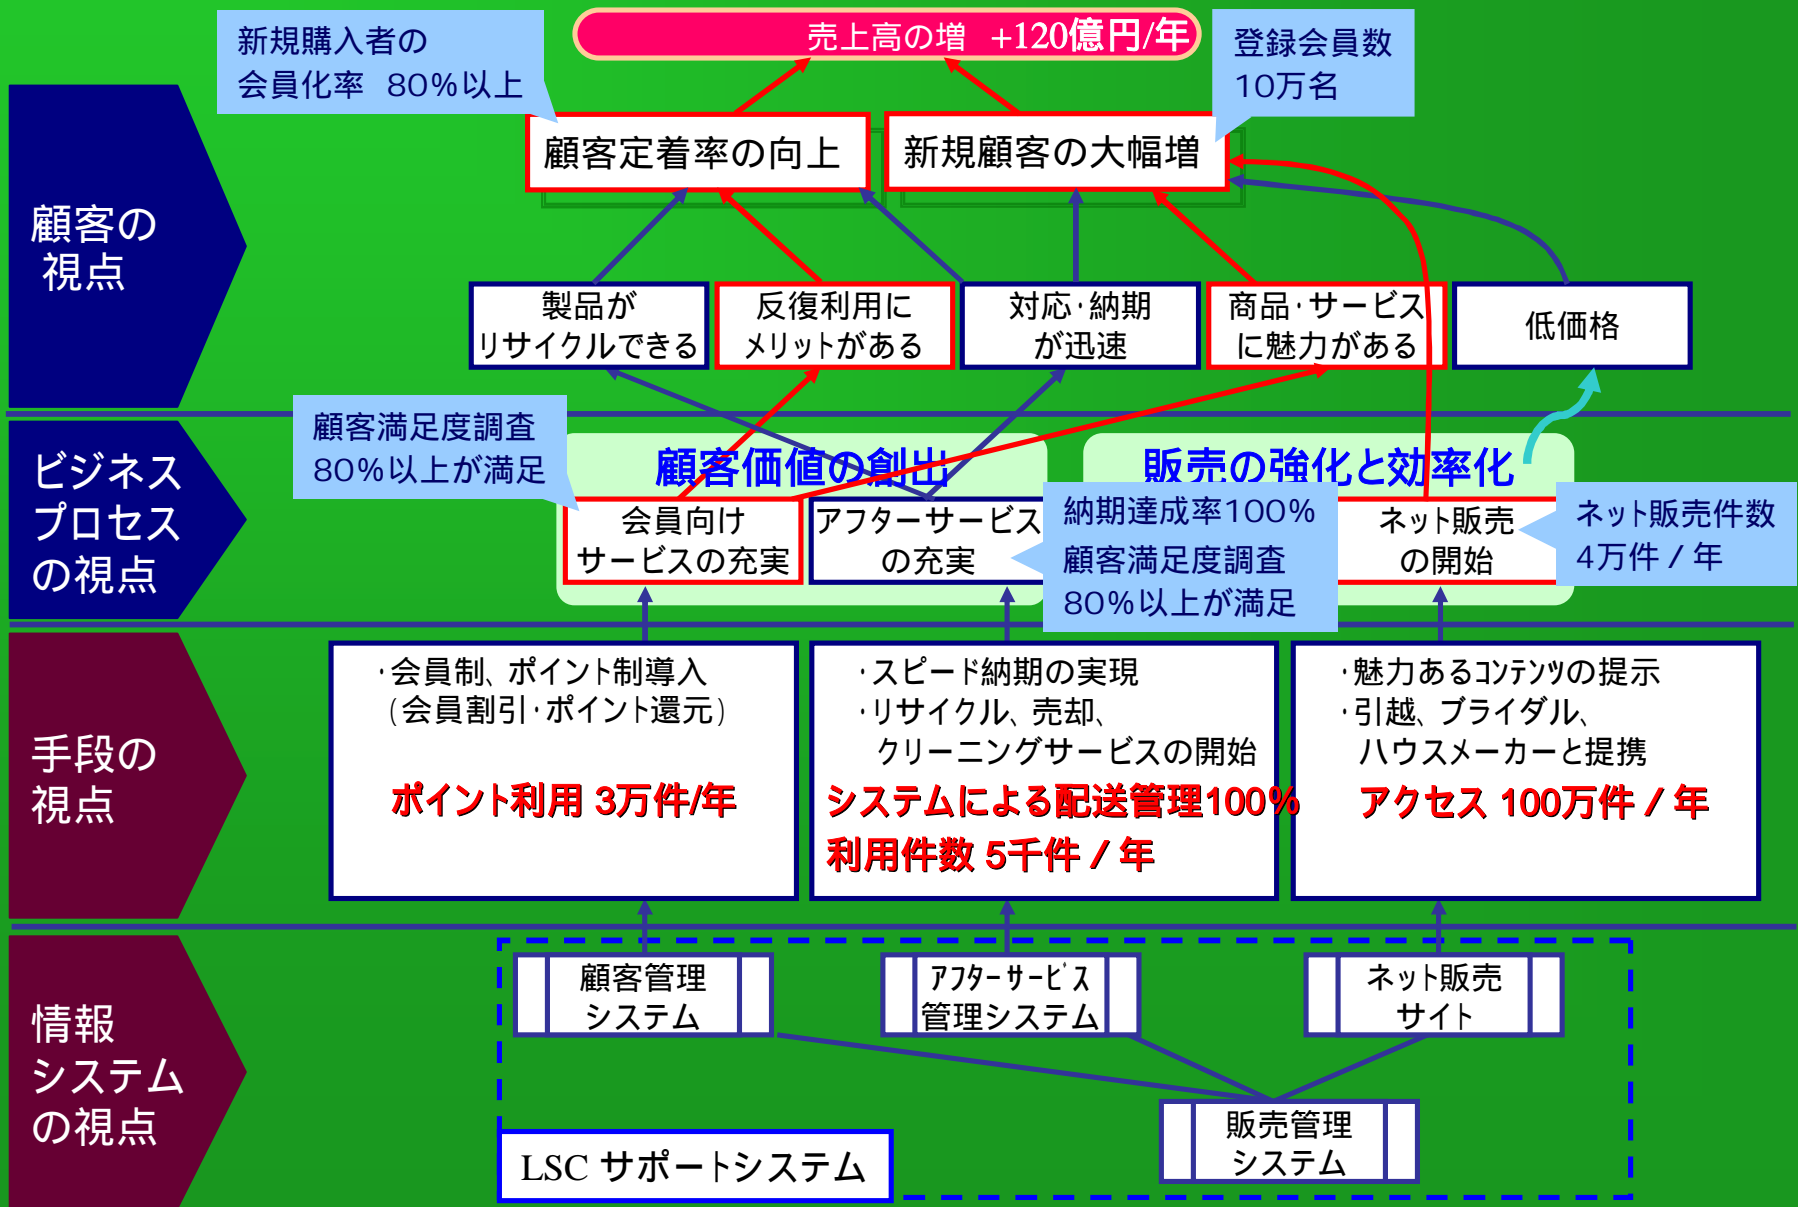 売上高の増 +120億円/年
新規購入者の
会員化率 80%以上
登録会員数
10万名
顧客定着率の向上
新規顧客の大幅増
顧客の
視点
製品が
リサイクルできる
反復利用に
メリットがある
対応・納期
が迅速
商品・サービス
に魅力がある
低価格
顧客満足度調査
80%以上が満足
顧客価値の創出
販売の強化と効率化
ビジネス
プロセス
の視点
会員向け
サービスの充実
アフターサービス
の充実
納期達成率100%
顧客満足度調査
80%以上が満足
ネット販売
の開始
ネット販売件数
4万件/年
手段の
視点
・会員制、ポイント制導入
(会員割引・ポイント還元)
ポイント利用 3万件/年
・スピード納期の実現
・リサイクル、売却、
クリーニングサービスの開始
システムによる配送管理100%
利用件数 5千件/年
・魅力あるコンテンツの提示
・引越、ブライダル、
ハウスメーカーと提携
アクセス 100万件/年
情報
システム
の視点
顧客管理
システム
アフターサービス
管理システム
ネット販売
サイト
販売管理
システム
LSC サポートシステム